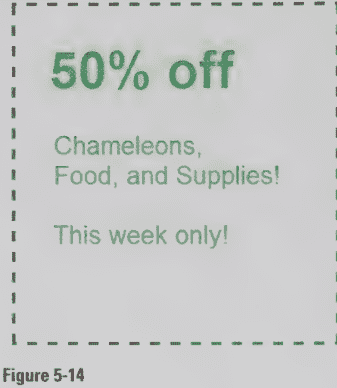 50% off
Chameleons,
Food, and Supplies!
This week only!
Figure 5-14